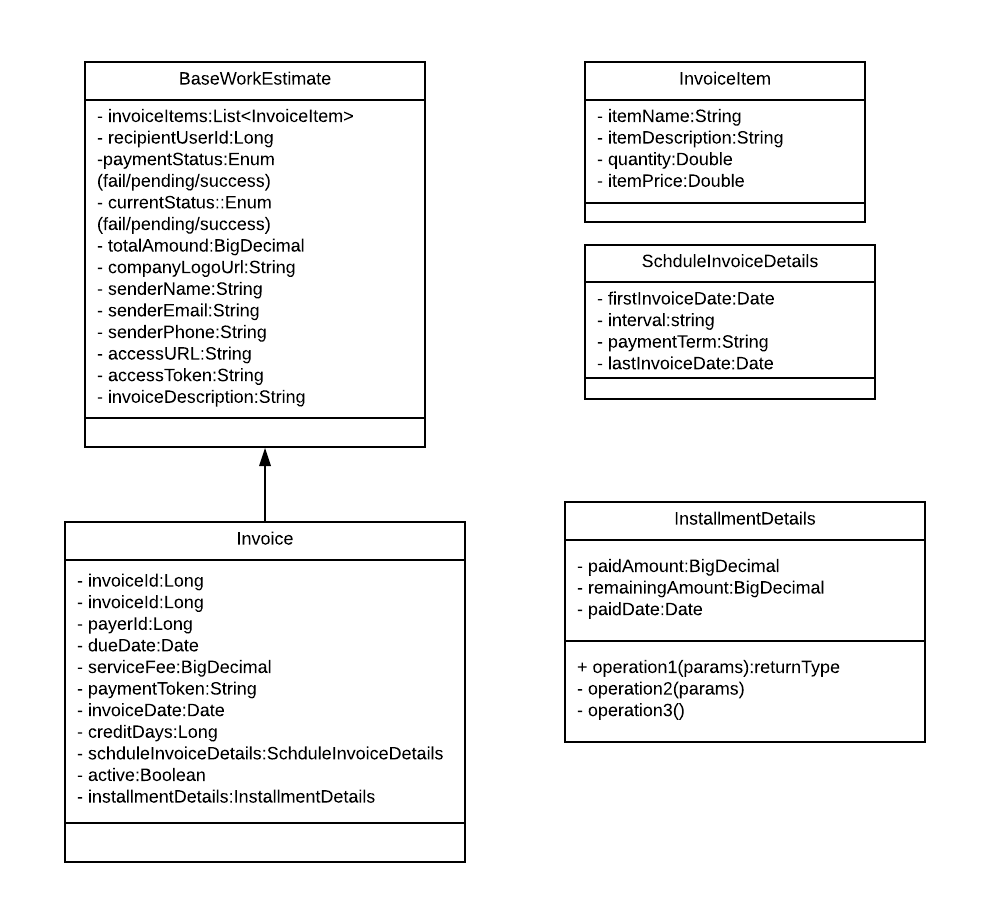 BaseWorkEstimate
- invoiceItems:List<InvoiceItem>
- recipientUserId:Long
-paymentStatus:Enum
(fail/pending/success)
- currentStatus::Enum
(fail/pending/success)
- totalAmound:BigDecimal
- companyLogoUrl:String
- senderName:String
- senderEmail:String
- senderPhone:String
- accessURL:String
- accessToken:String
- invoiceDescription:String
InvoiceItem
- itemName:String
- itemDescription:String
- quantity:Double
- itemPrice:Double
SchduleInvoiceDetails
- firstInvoiceDate:Date
- interval:string
- paymentTerm:String
- lastInvoiceDate:Date
Invoice
- invoiceId:Long
- invoiceId:Long
- payerId:Long
- dueDate:Date
- serviceFee:BigDecimal
- paymentToken:String
- invoiceDate:Date
- creditDays:Long
- schduleInvoiceDetails:SchduleInvoiceDetails
- active:Boolean
- installmentDetails:InstallmentDetails
InstallmentDetails
- paidAmount:BigDecimal
- remainingAmount:BigDecimal
- paidDate:Date
+ operation1(params):returnType
- operation2(params)
- operation3()